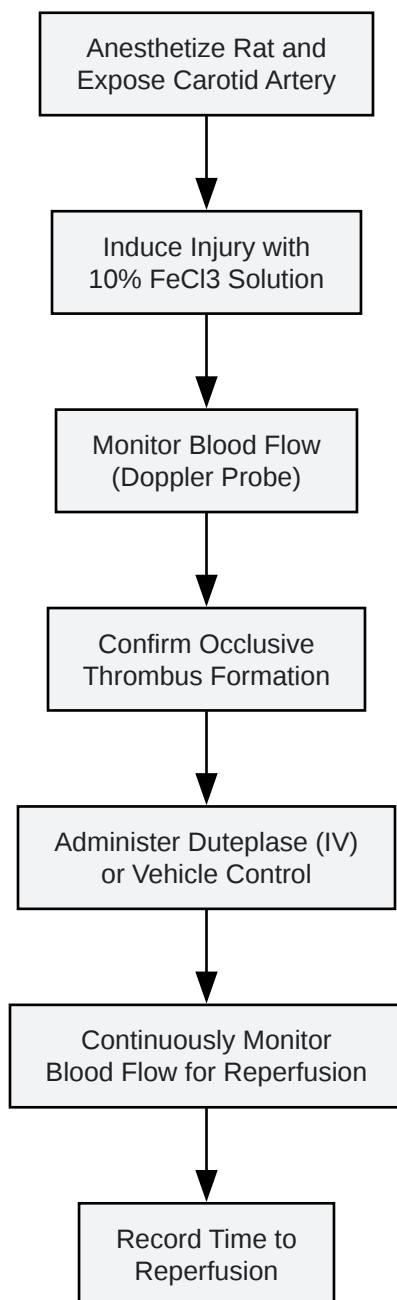 Anesthetize Rat and
Expose Carotid Artery
Induce Injury with
10% FeCl3 Solution
Monitor Blood Flow
(Doppler Probe)
Confirm Occlusive
Thrombus Formation
Administer Duteplase (IV)
or Vehicle Control
Continuously Monitor
Blood Flow for Reperfusion
Record Time to
Reperfusion